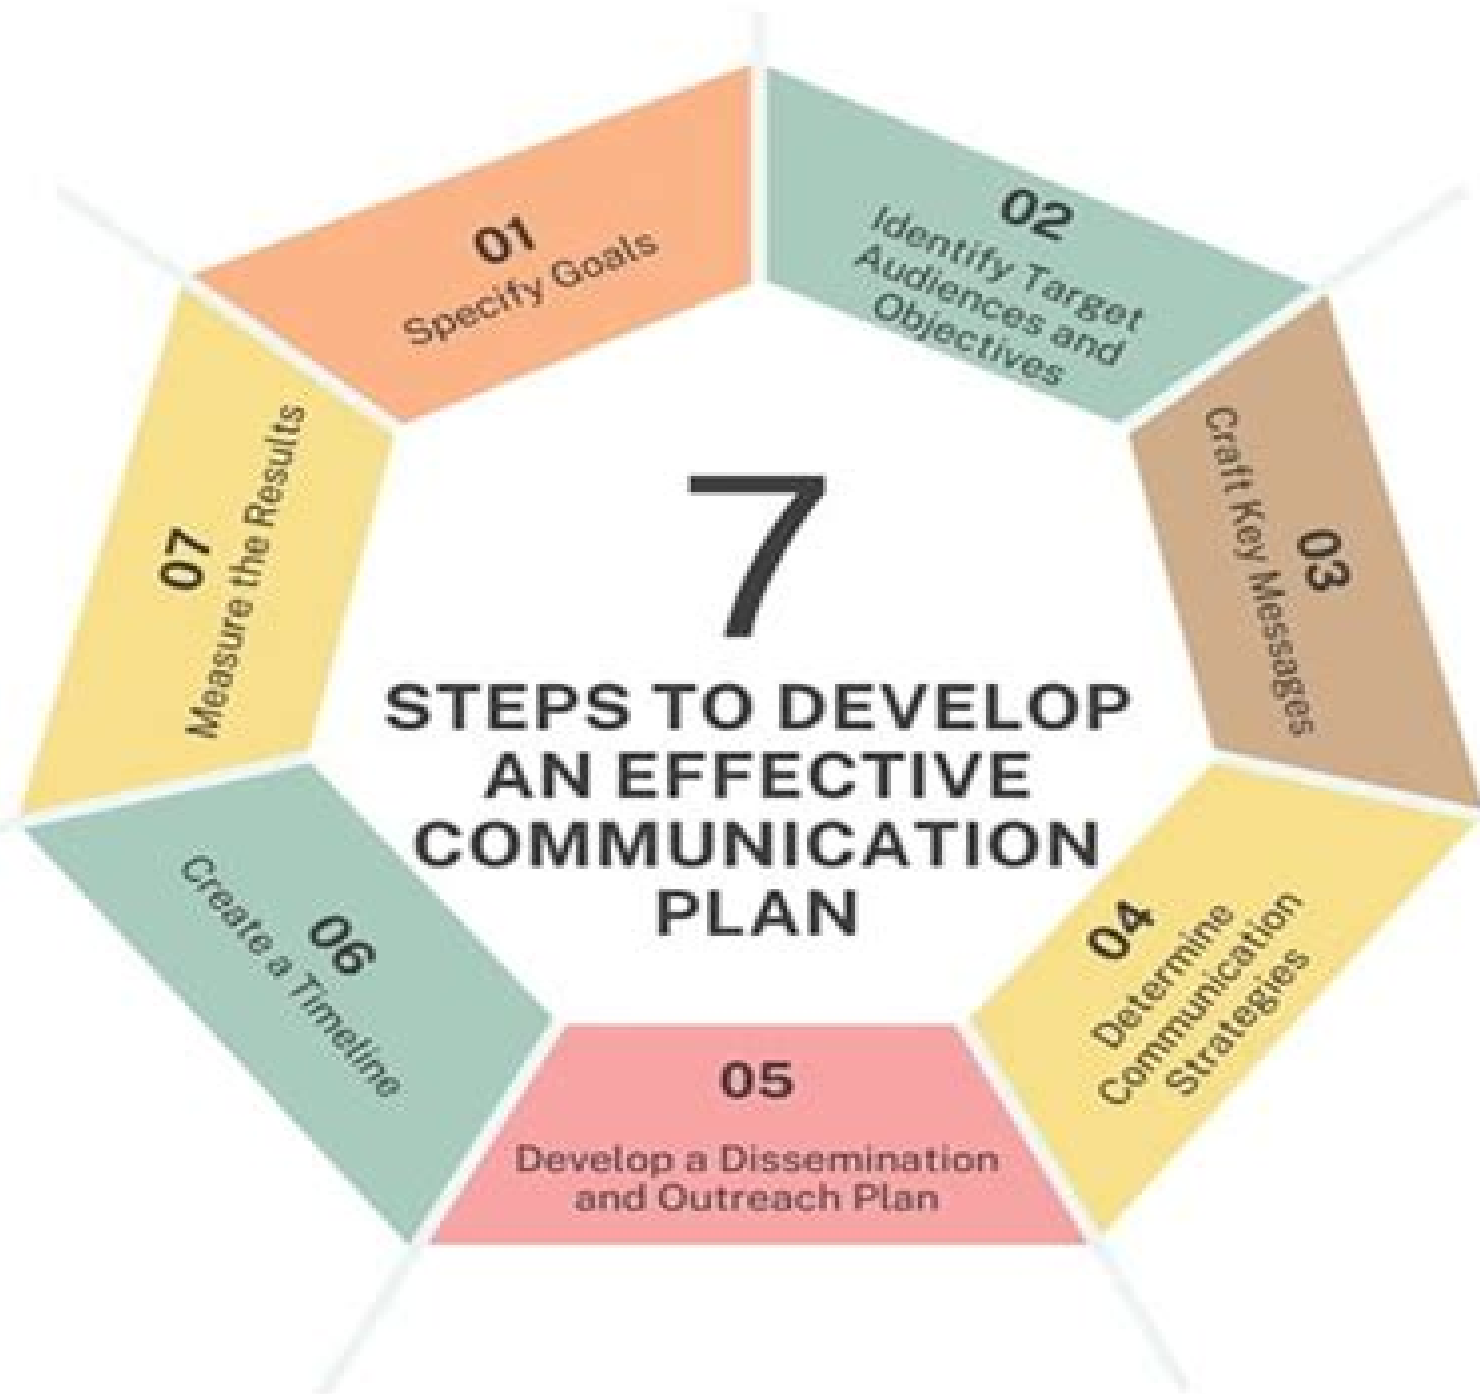 7
STEPS TO DEVELOP
AN EFFECTIVE
COMMUNICATION
PLAN
01
Specify Goals
02
Identify Target
Audiences and
Objectives
03
Craft Key Messages
04
Determine
Communication
Strategies
05
Develop a Dissemination
and Outreach Plan
06
Create a Timeline
07
Measure the Results